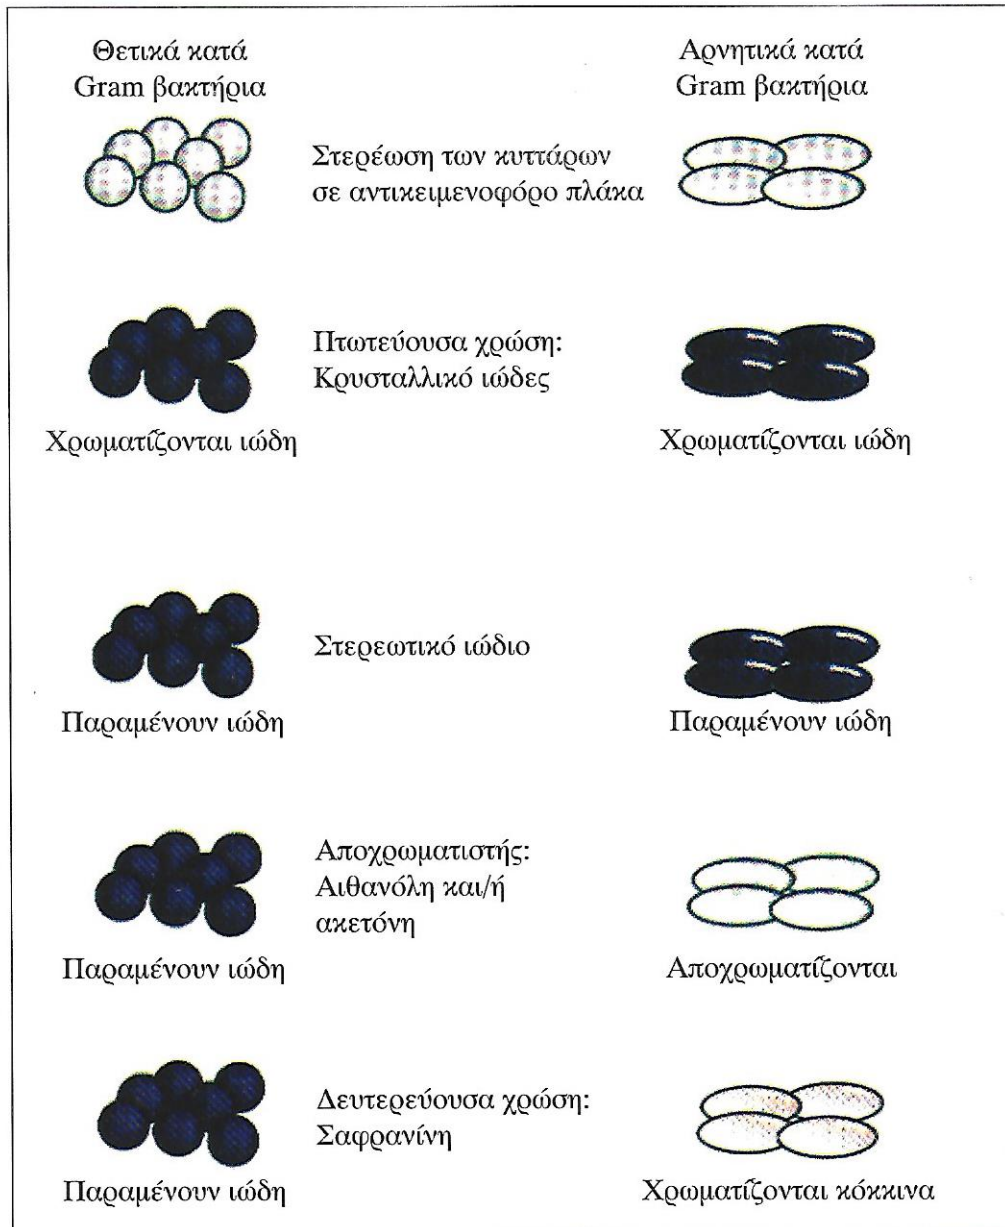 Θετικά κατά
Gram βακτήρια
Αρνητικά κατά
Gram βακτήρια
Στερέωση των κυττάρων
σε αντικειμενοφόρο πλάκα
Πτωτεύουσα χρώση:
Κρυσταλλικό ιώδες
Χρωματίζονται ιώδη
Χρωματίζονται ιώδη
Στερεωτικό ιώδιο
Παραμένουν ιώδη
Παραμένουν ιώδη
Αποχρωματιστής:
Αιθανόλη και/ή
ακετόνη
Παραμένουν ιώδη
Αποχρωματίζονται
Δευτερεύουσα χρώση:
Σαφρανίνη
Παραμένουν ιώδη
Χρωματίζονται κόκκινα